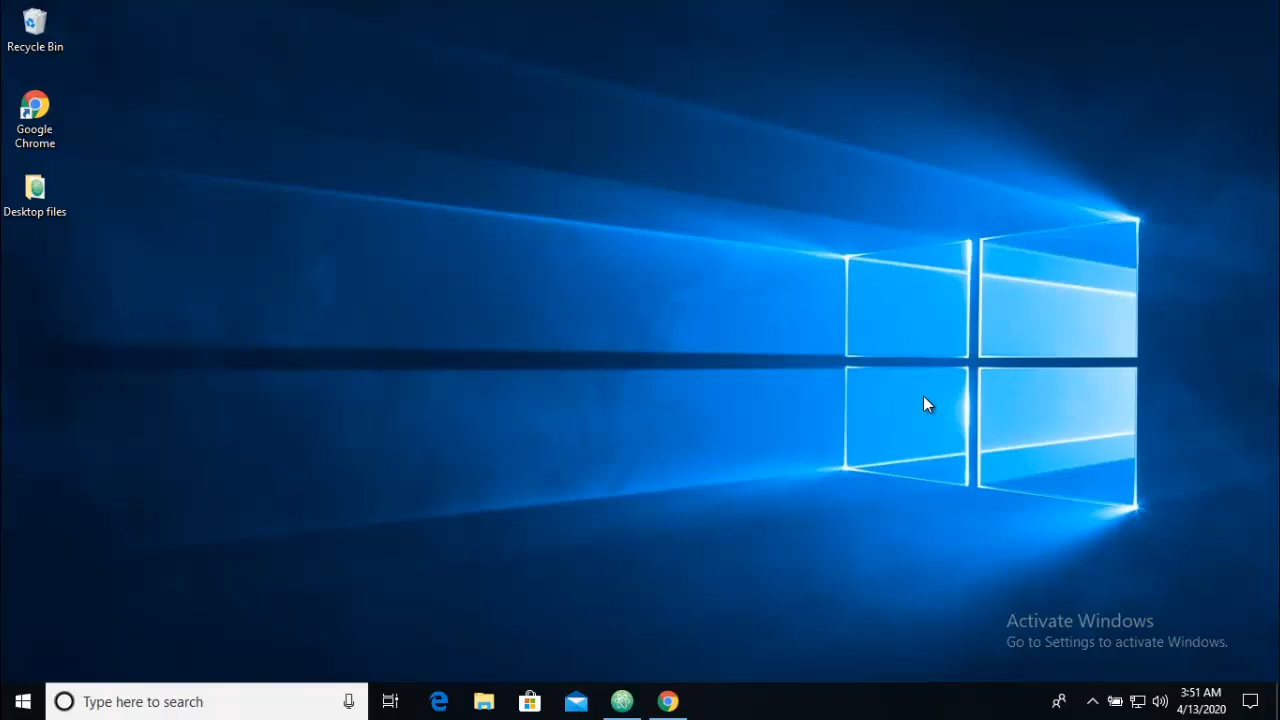 Recycle Bin
Google
Chrome
Desktop files
Activate Windows
Go to Settings to activate Windows.
Type here to search
3:51 AM
4/13/2020